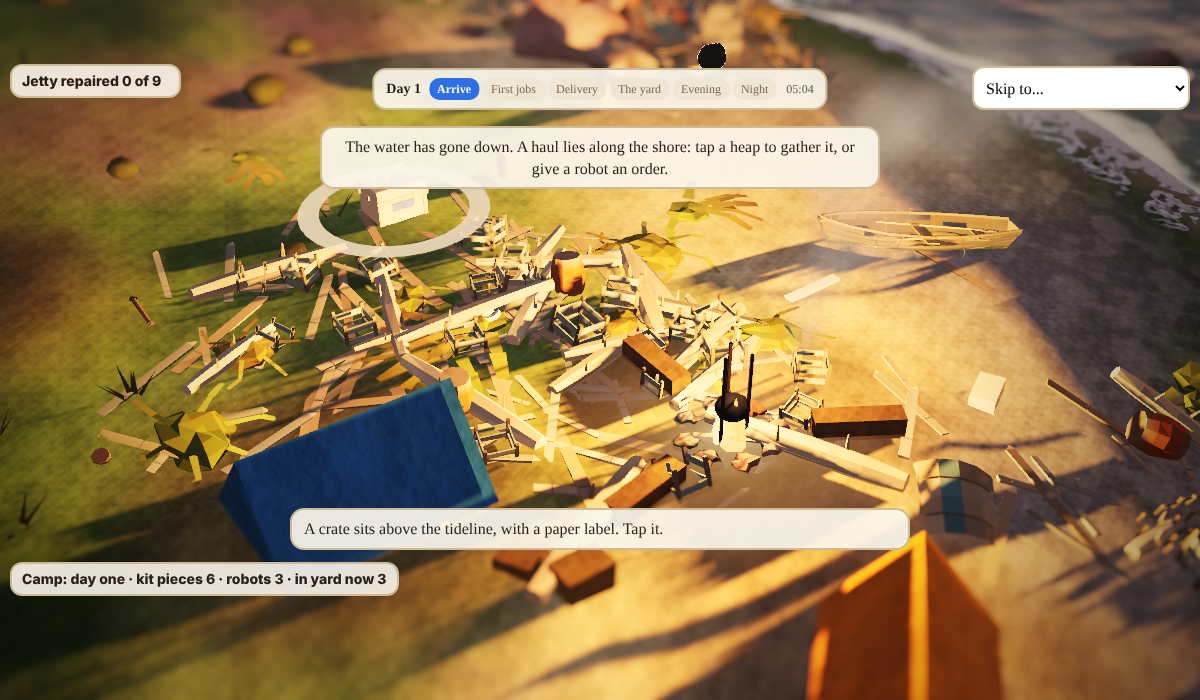 Jetty repaired 0 of 9
Day 1 Arrive First jobs Delivery The yard Evening Night 05:04
Skip to...
The water has gone down. A haul lies along the shore: tap a heap to gather it, or
give a robot an order.
A crate sits above the tideline, with a paper label. Tap it.
Camp: day one · kit pieces 6 · robots 3 · in yard now 3